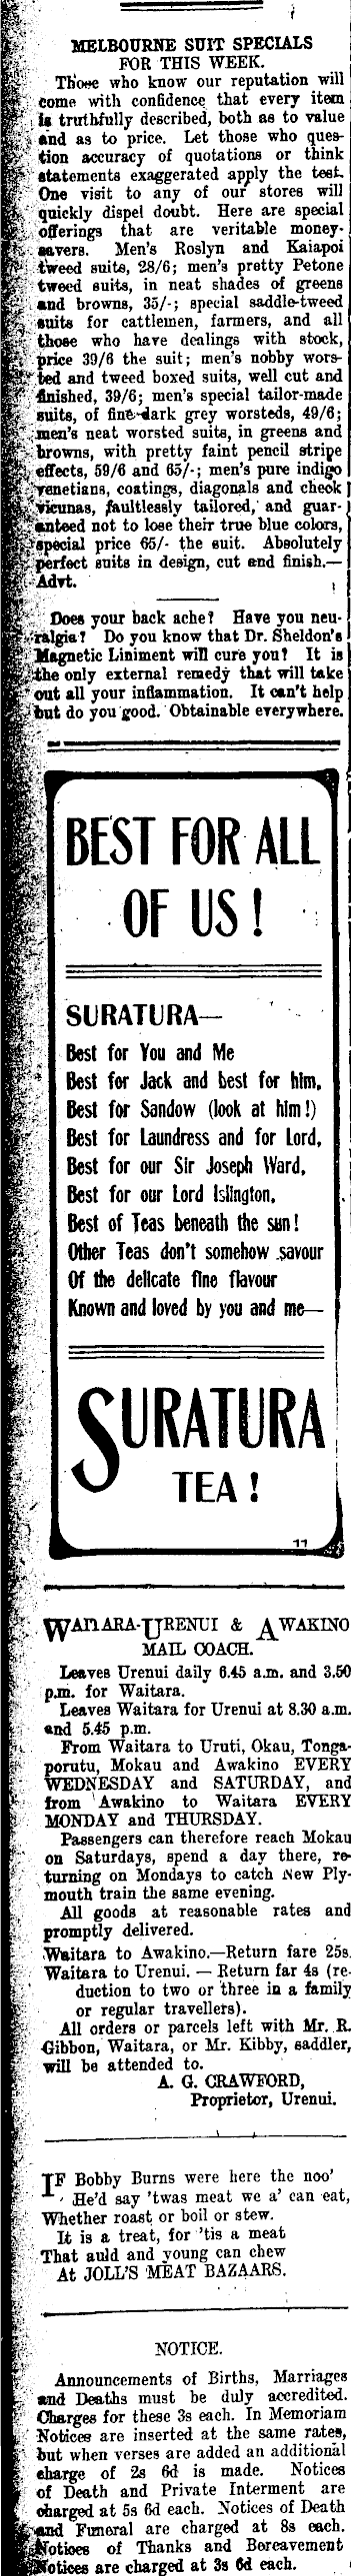 MELBOURNE SUIT SPECIALS
FOR THIS WEEK.
Those who know our reputation will
come with confidence that every item
is truthfully described, both as to value
and as to price. Let those who ques-
tion accuracy of quotations or think
statements exaggerated apply the test.
One visit to any of our stores will
quickly dispel doubt. Here are special
offerings that are veritable money-
savers. Men's Roslyn and Kaiapoi
tweed suits, 28/6; men's pretty Petone
tweed suits, in neat shades of greens
and browns, 35/-; special saddle-tweed
suits for cattlemen, farmers, and all
those who have dealings with stock,
price 39/6 the suit; men's nobby wors-
ted and tweed boxed suits, well cut and
finished, 39/6; men's special tailor-made
suits, of fine dark grey worsteds, 49/6;
men's neat worsted suits, in greens and
browns, with pretty faint pencil stripe
effects, 59/6 and 65/-; men's pure indigo
venetians, coatings, diagonals and check
vicunas, faultlessly tailored, and guar-
anteed not to lose their true blue colors,
special price 65/- the suit. Absolutely
perfect suits in design, cut and finish.—
Advt.
Does your back ache? Have you neu-
ralgia? Do you know that Dr. Sheldon's
Magnetic Liniment will cure you? It is
the only external remedy that will take
out all your inflammation. It can't help
but do you good. Obtainable everywhere.
BEST FOR ALL
OF US!
SURATURA—
Best for You and Me
Best for Jack and best for him,
Best for Sandow (look at him!)
Best for Laundress and for Lord,
Best for our Sir Joseph Ward,
Best for our Lord Islington,
Best of Teas beneath the sun!
Other Teas don't somehow savour
Of the delicate fine flavour
Known and loved by you and me—
SURATURA
TEA!
11
WAITARA-URENUI & AWAKINO
MAIL COACH.
Leaves Urenui daily 6.45 a.m. and 3.50
p.m. for Waitara.
Leaves Waitara for Urenui at 8.30 a.m.
and 5.45 p.m.
From Waitara to Uruti, Okau, Tonga-
porutu, Mokau and Awakino EVERY
WEDNESDAY and SATURDAY, and
from Awakino to Waitara EVERY
MONDAY and THURSDAY.
Passengers can therefore reach Mokau
on Saturdays, spend a day there, re-
turning on Mondays to catch New Ply-
mouth train the same evening.
All goods at reasonable rates and
promptly delivered.
Waitara to Awakino.—Return fare 25s.
Waitara to Urenui. — Return far 4s (re-
duction to two or three in a family
or regular travellers).
All orders or parcels left with Mr. R.
Gibbon, Waitara, or Mr. Kibby, saddler,
will be attended to.
A. G. CRAWFORD,
Proprietor, Urenui.
IF Bobby Burns were here the noo'
He'd say 'twas meat we a' can eat,
Whether roast or boil or stew.
It is a treat, for 'tis a meat
That auld and young can chew
At JOLL'S MEAT BAZAARS.
NOTICE.
Announcements of Births, Marriages
and Deaths must be duly accredited.
Charges for these 3s each. In Memoriam
Notices are inserted at the same rates,
but when verses are added an additional
charge of 2s 6d is made. Notices
of Death and Private Interment are
charged at 5s 6d each. Notices of Death
and Funeral are charged at 8s each.
Notices of Thanks and Bereavement
Notices are charged at 3s 6d each.